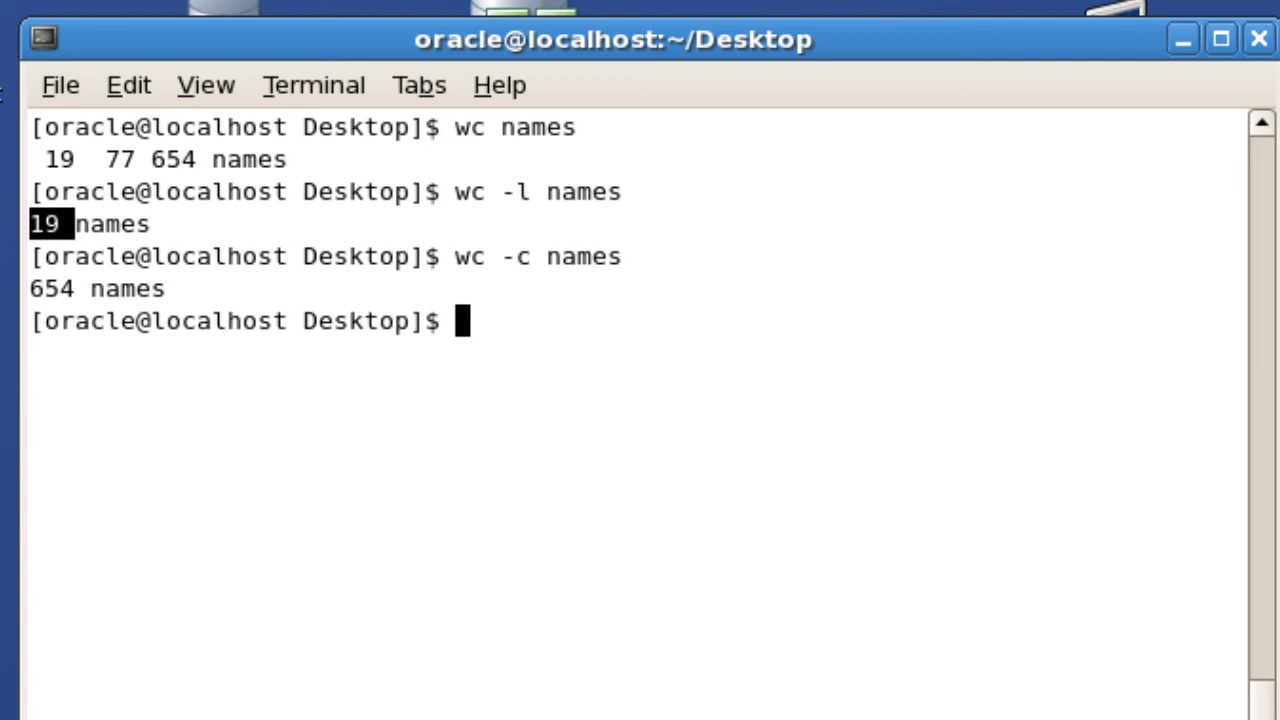 oracle@localhost:~/Desktop
File Edit View Terminal Tabs Help
[oracle@localhost Desktop]$ wc names
 19  77 654 names
[oracle@localhost Desktop]$ wc -l names
19 names
[oracle@localhost Desktop]$ wc -c names
654 names
[oracle@localhost Desktop]$